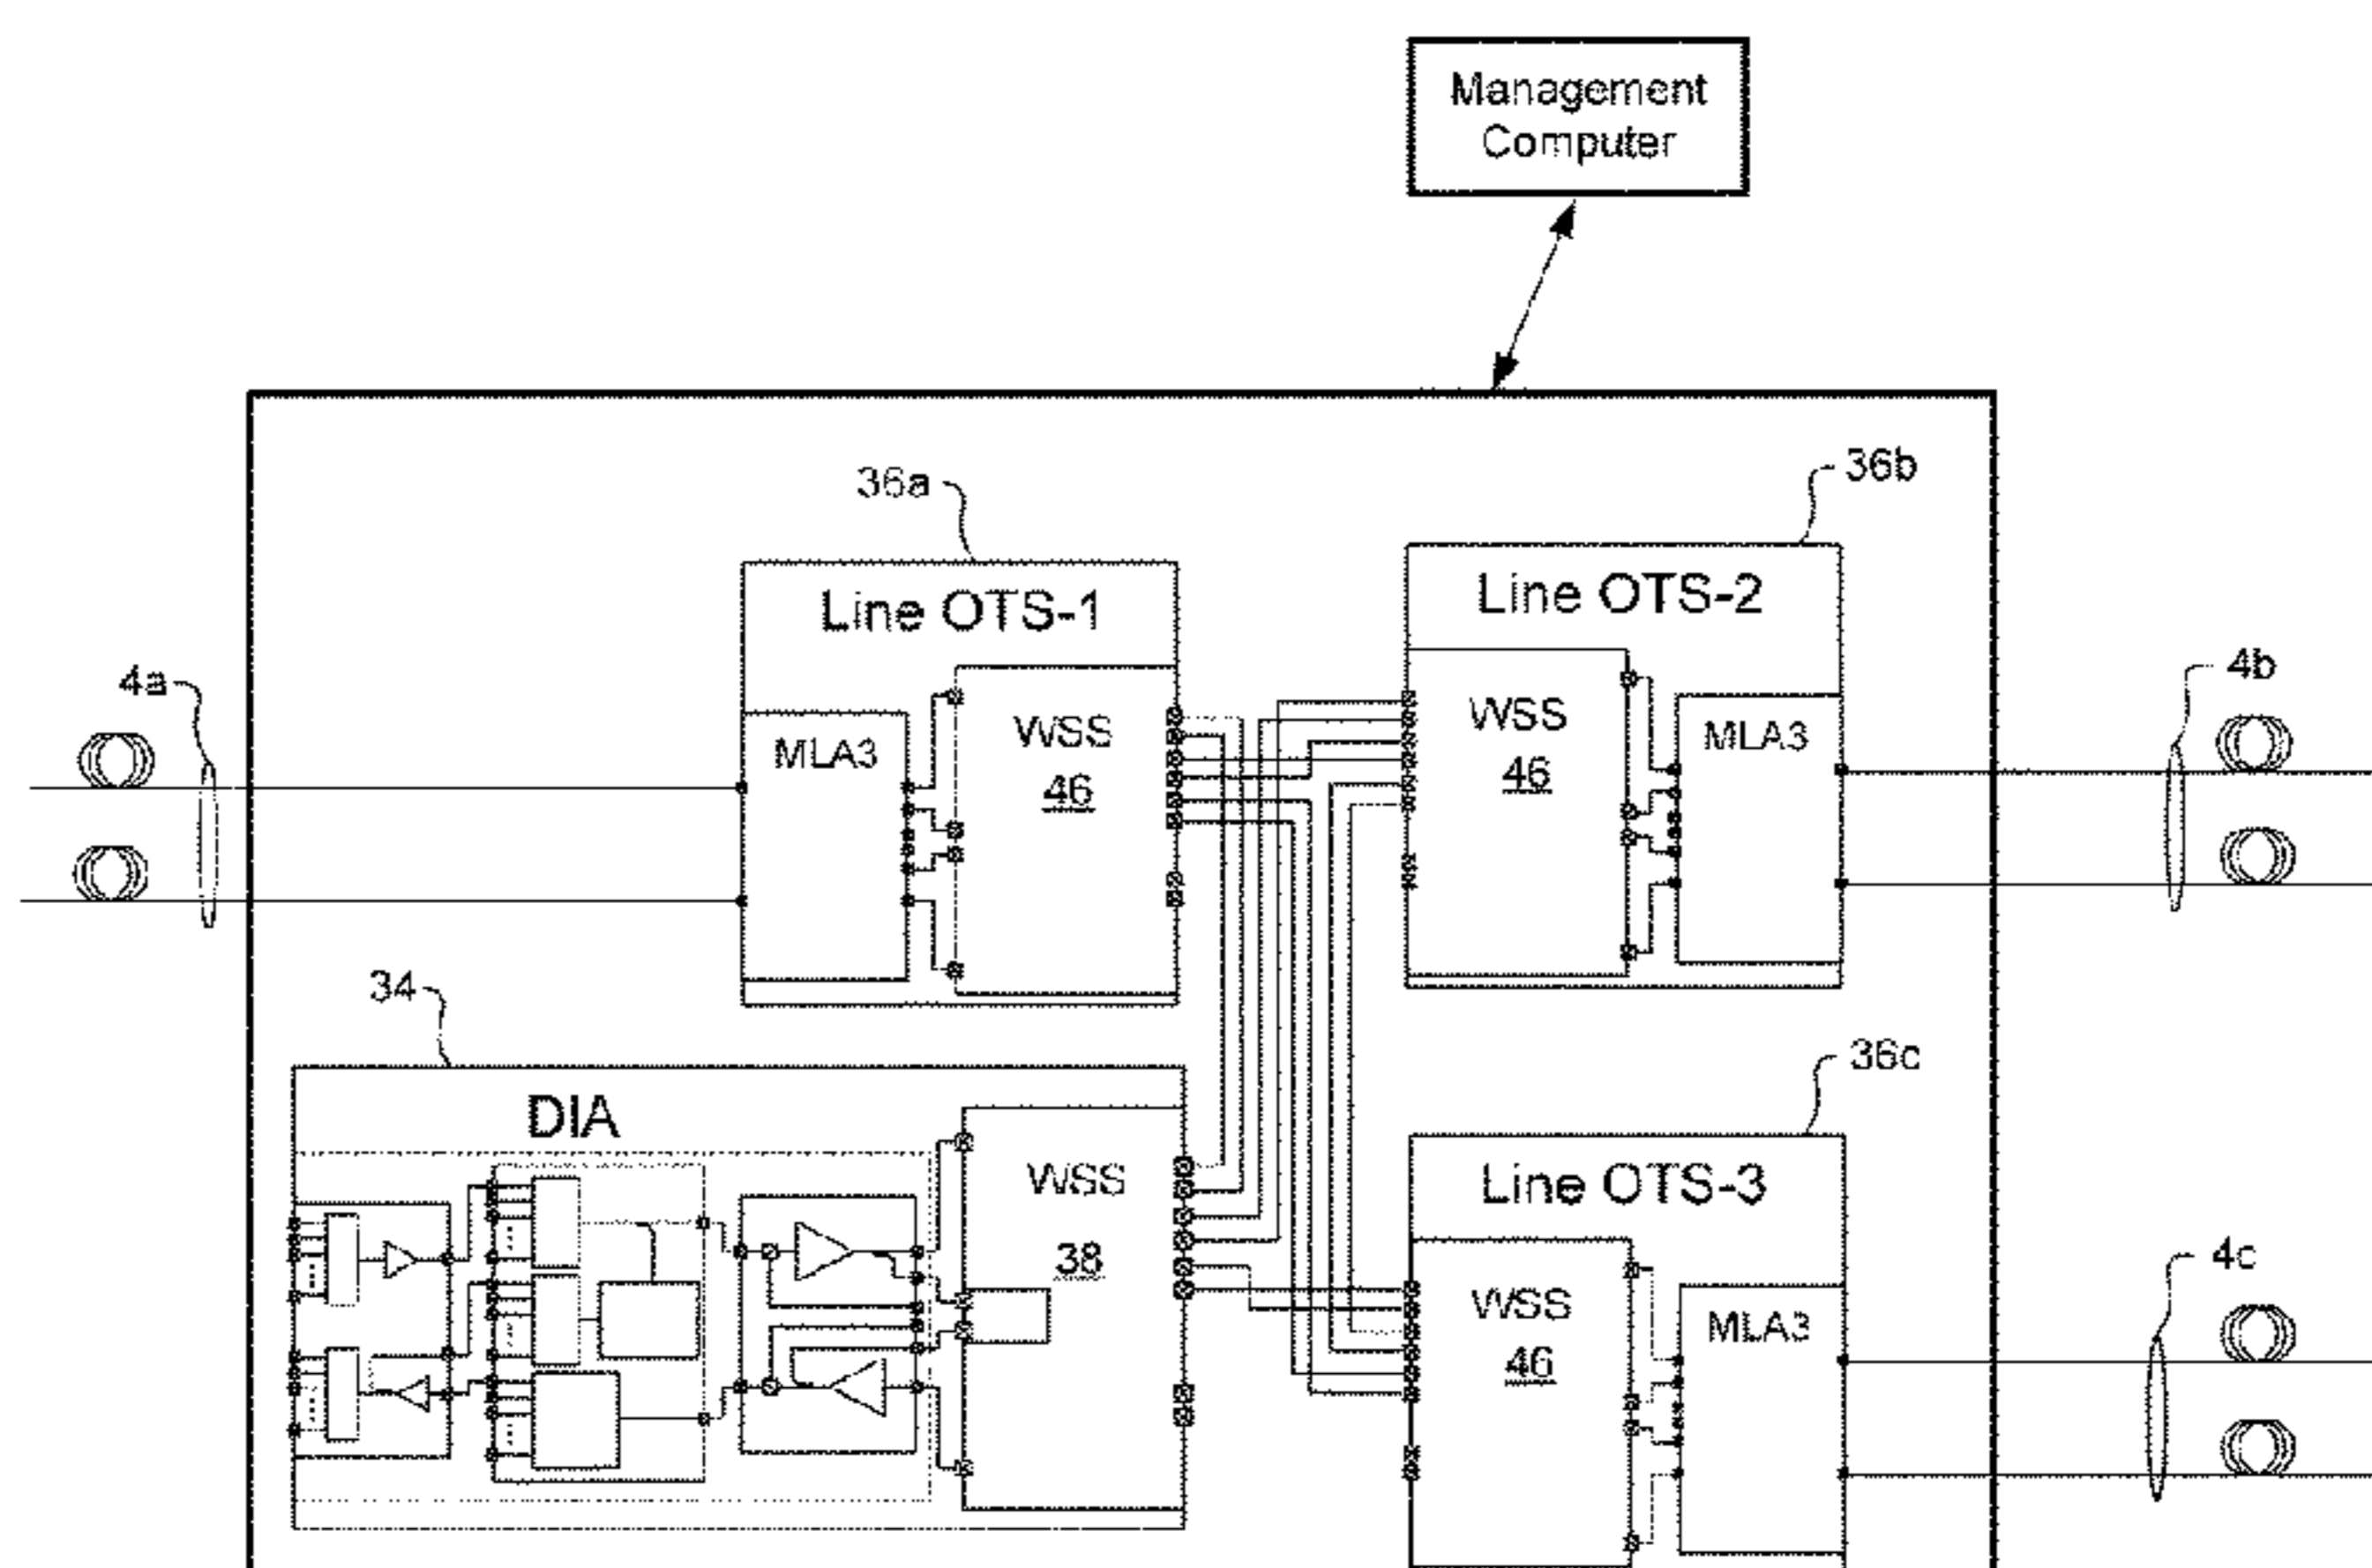 Management
Computer
36a
36b
Line OTS-1
Line OTS-2
4a
4b
WSS
46
MLA3
WSS
46
MLA3
34
36c
DIA
Line OTS-3
WSS
38
4c
WSS
46
MLA3